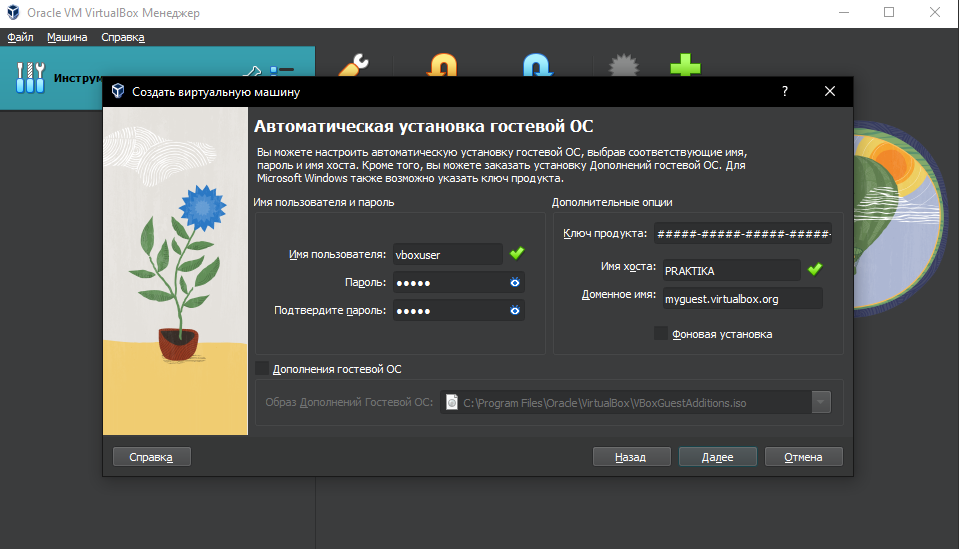 Oracle VM VirtualBox Менеджер
Файл Машина Справка
Создать виртуальную машину
?
Автоматическая установка гостевой ОС
Вы можете настроить автоматическую установку гостевой ОС, выбрав соответствующие имя,
пароль и имя хоста. Кроме того, вы можете заказать установку Дополнений гостевой ОС. Для
Microsoft Windows также возможно указать ключ продукта.
Имя пользователя и пароль
Имя пользователя: vboxuser
Пароль: •••••
Подтвердите пароль: •••••
Дополнительные опции
Ключ продукта: #####-#####-#####-#####-
Имя хоста: PRAKTIKA
Доменное имя: myguest.virtualbox.org
Фоновая установка
Дополнения гостевой ОС
Образ Дополнений Гостевой ОС: C:\Program Files\Oracle\VirtualBox\VBoxGuestAdditions.iso
Справка Назад Далее Отмена